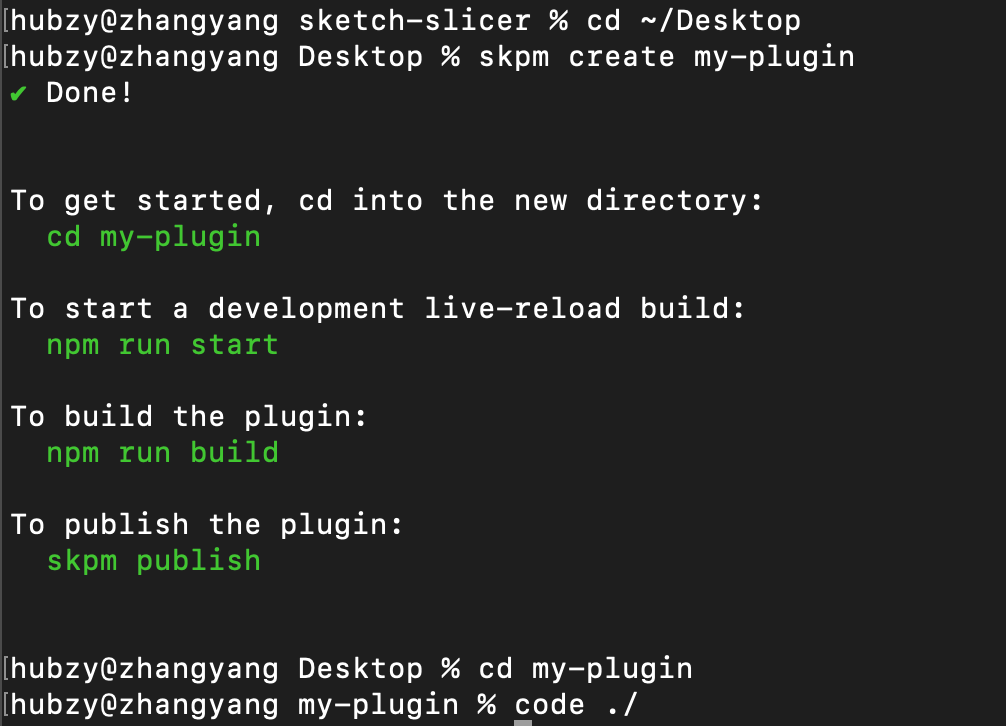 [hubzy@zhangyang sketch-slicer % cd ~/Desktop
[hubzy@zhangyang Desktop % skpm create my-plugin
✔ Done!
To get started, cd into the new directory:
cd my-plugin
To start a development live-reload build:
npm run start
To build the plugin:
npm run build
To publish the plugin:
skpm publish
[hubzy@zhangyang Desktop % cd my-plugin
[hubzy@zhangyang my-plugin % code ./